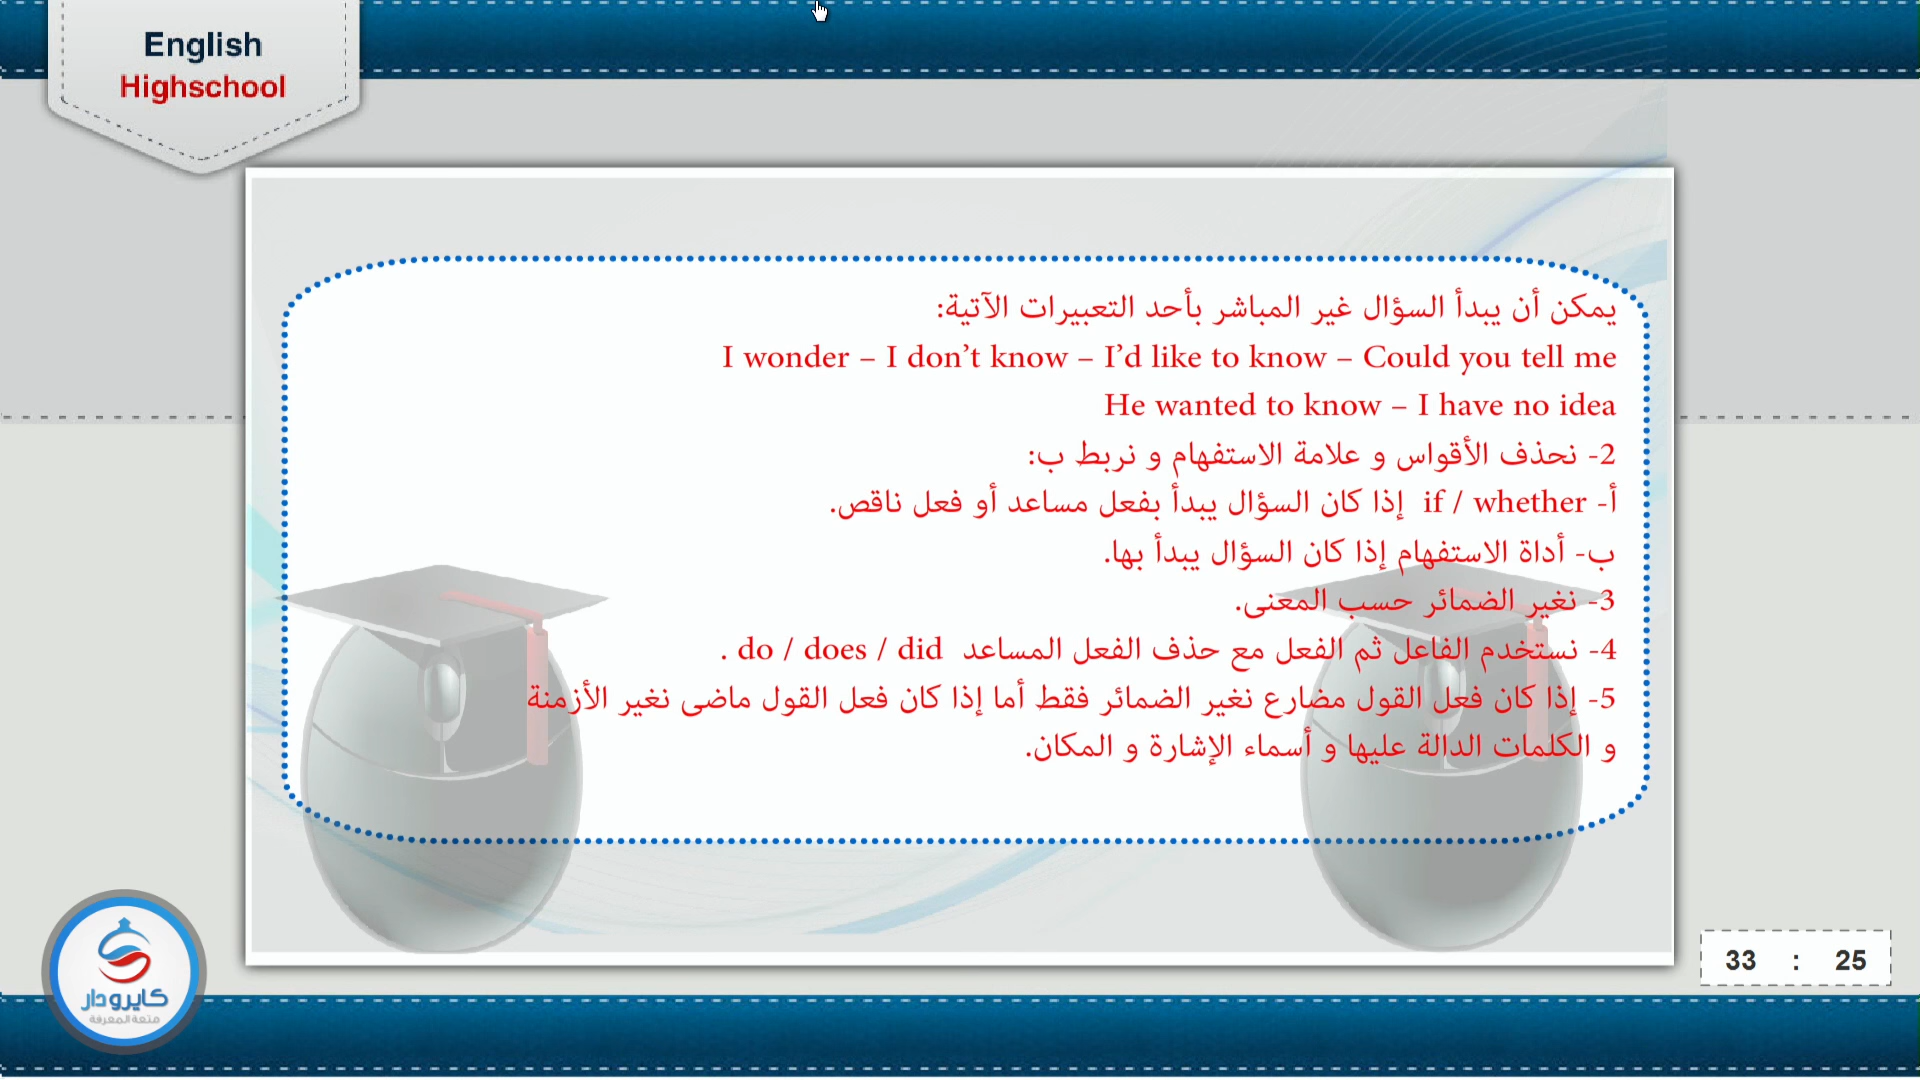 English
Highschool
يمكن أن يبدأ السؤال غير المباشر بأحد التعبيرات الآتية:
I wonder – I don’t know – I’d like to know – Could you tell me
He wanted to know – I have no idea
2- نحذف الأقواس و علامة الاستفهام و نربط ب:
أ- if / whether إذا كان السؤال يبدأ بفعل مساعد أو فعل ناقص.
ب- أداة الاستفهام إذا كان السؤال يبدأ بها.
3- نغير الضمائر حسب المعنى.
4- نستخدم الفاعل ثم الفعل مع حذف الفعل المساعد do / does / did .
5- إذا كان فعل القول مضارع نغير الضمائر فقط أما إذا كان فعل القول ماضى نغير الأزمنة
و الكلمات الدالة عليها و أسماء الإشارة و المكان.
33 : 25
كايرودار
متعة المعرفة